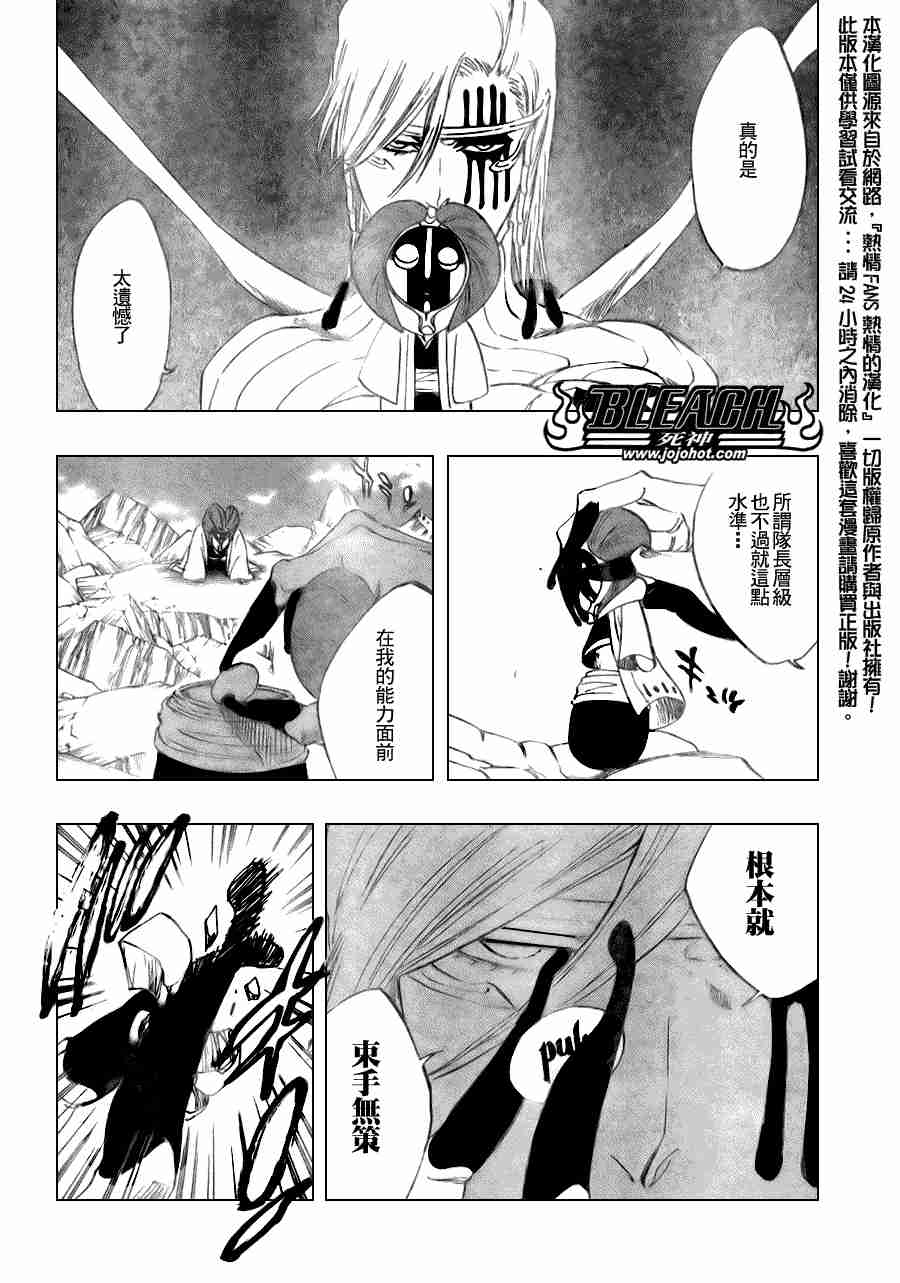 真的是
太遺憾了
BLEACH
死神
www.jojohot.com
所謂隊長層級
也不過就這點
水準…
在我的能力面前
根本就
束手無策
pul
本漢化圖源來自於網路，『熱情FANS熱情的漢化』一切版權歸原作者與出版社擁有！
此版本僅供學習試看交流… 請24小時之內消除，喜歡這套漫畫請購買正版！謝謝。